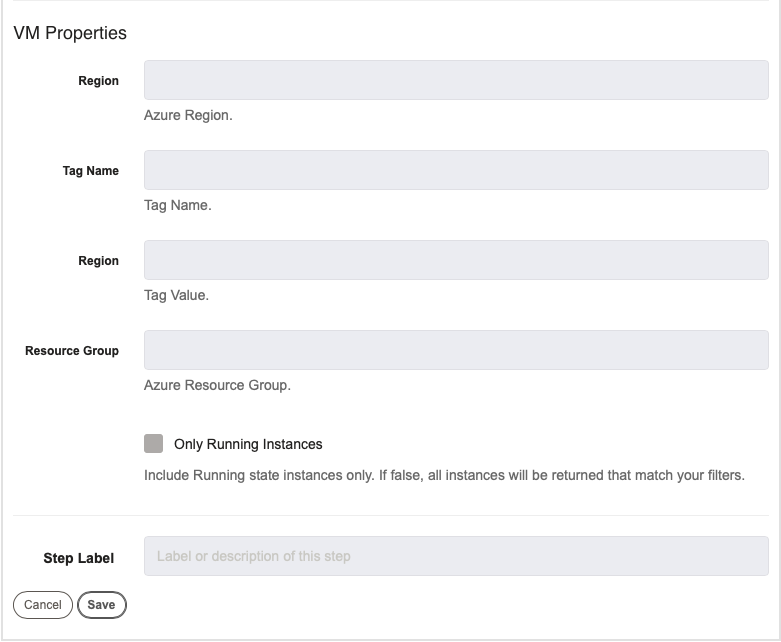 VM Properties
Region
Azure Region.
Tag Name
Tag Name.
Region
Tag Value.
Resource Group
Azure Resource Group.
Only Running Instances
Include Running state instances only. If false, all instances will be returned that match your filters.
Step Label
Label or description of this step
Cancel Save